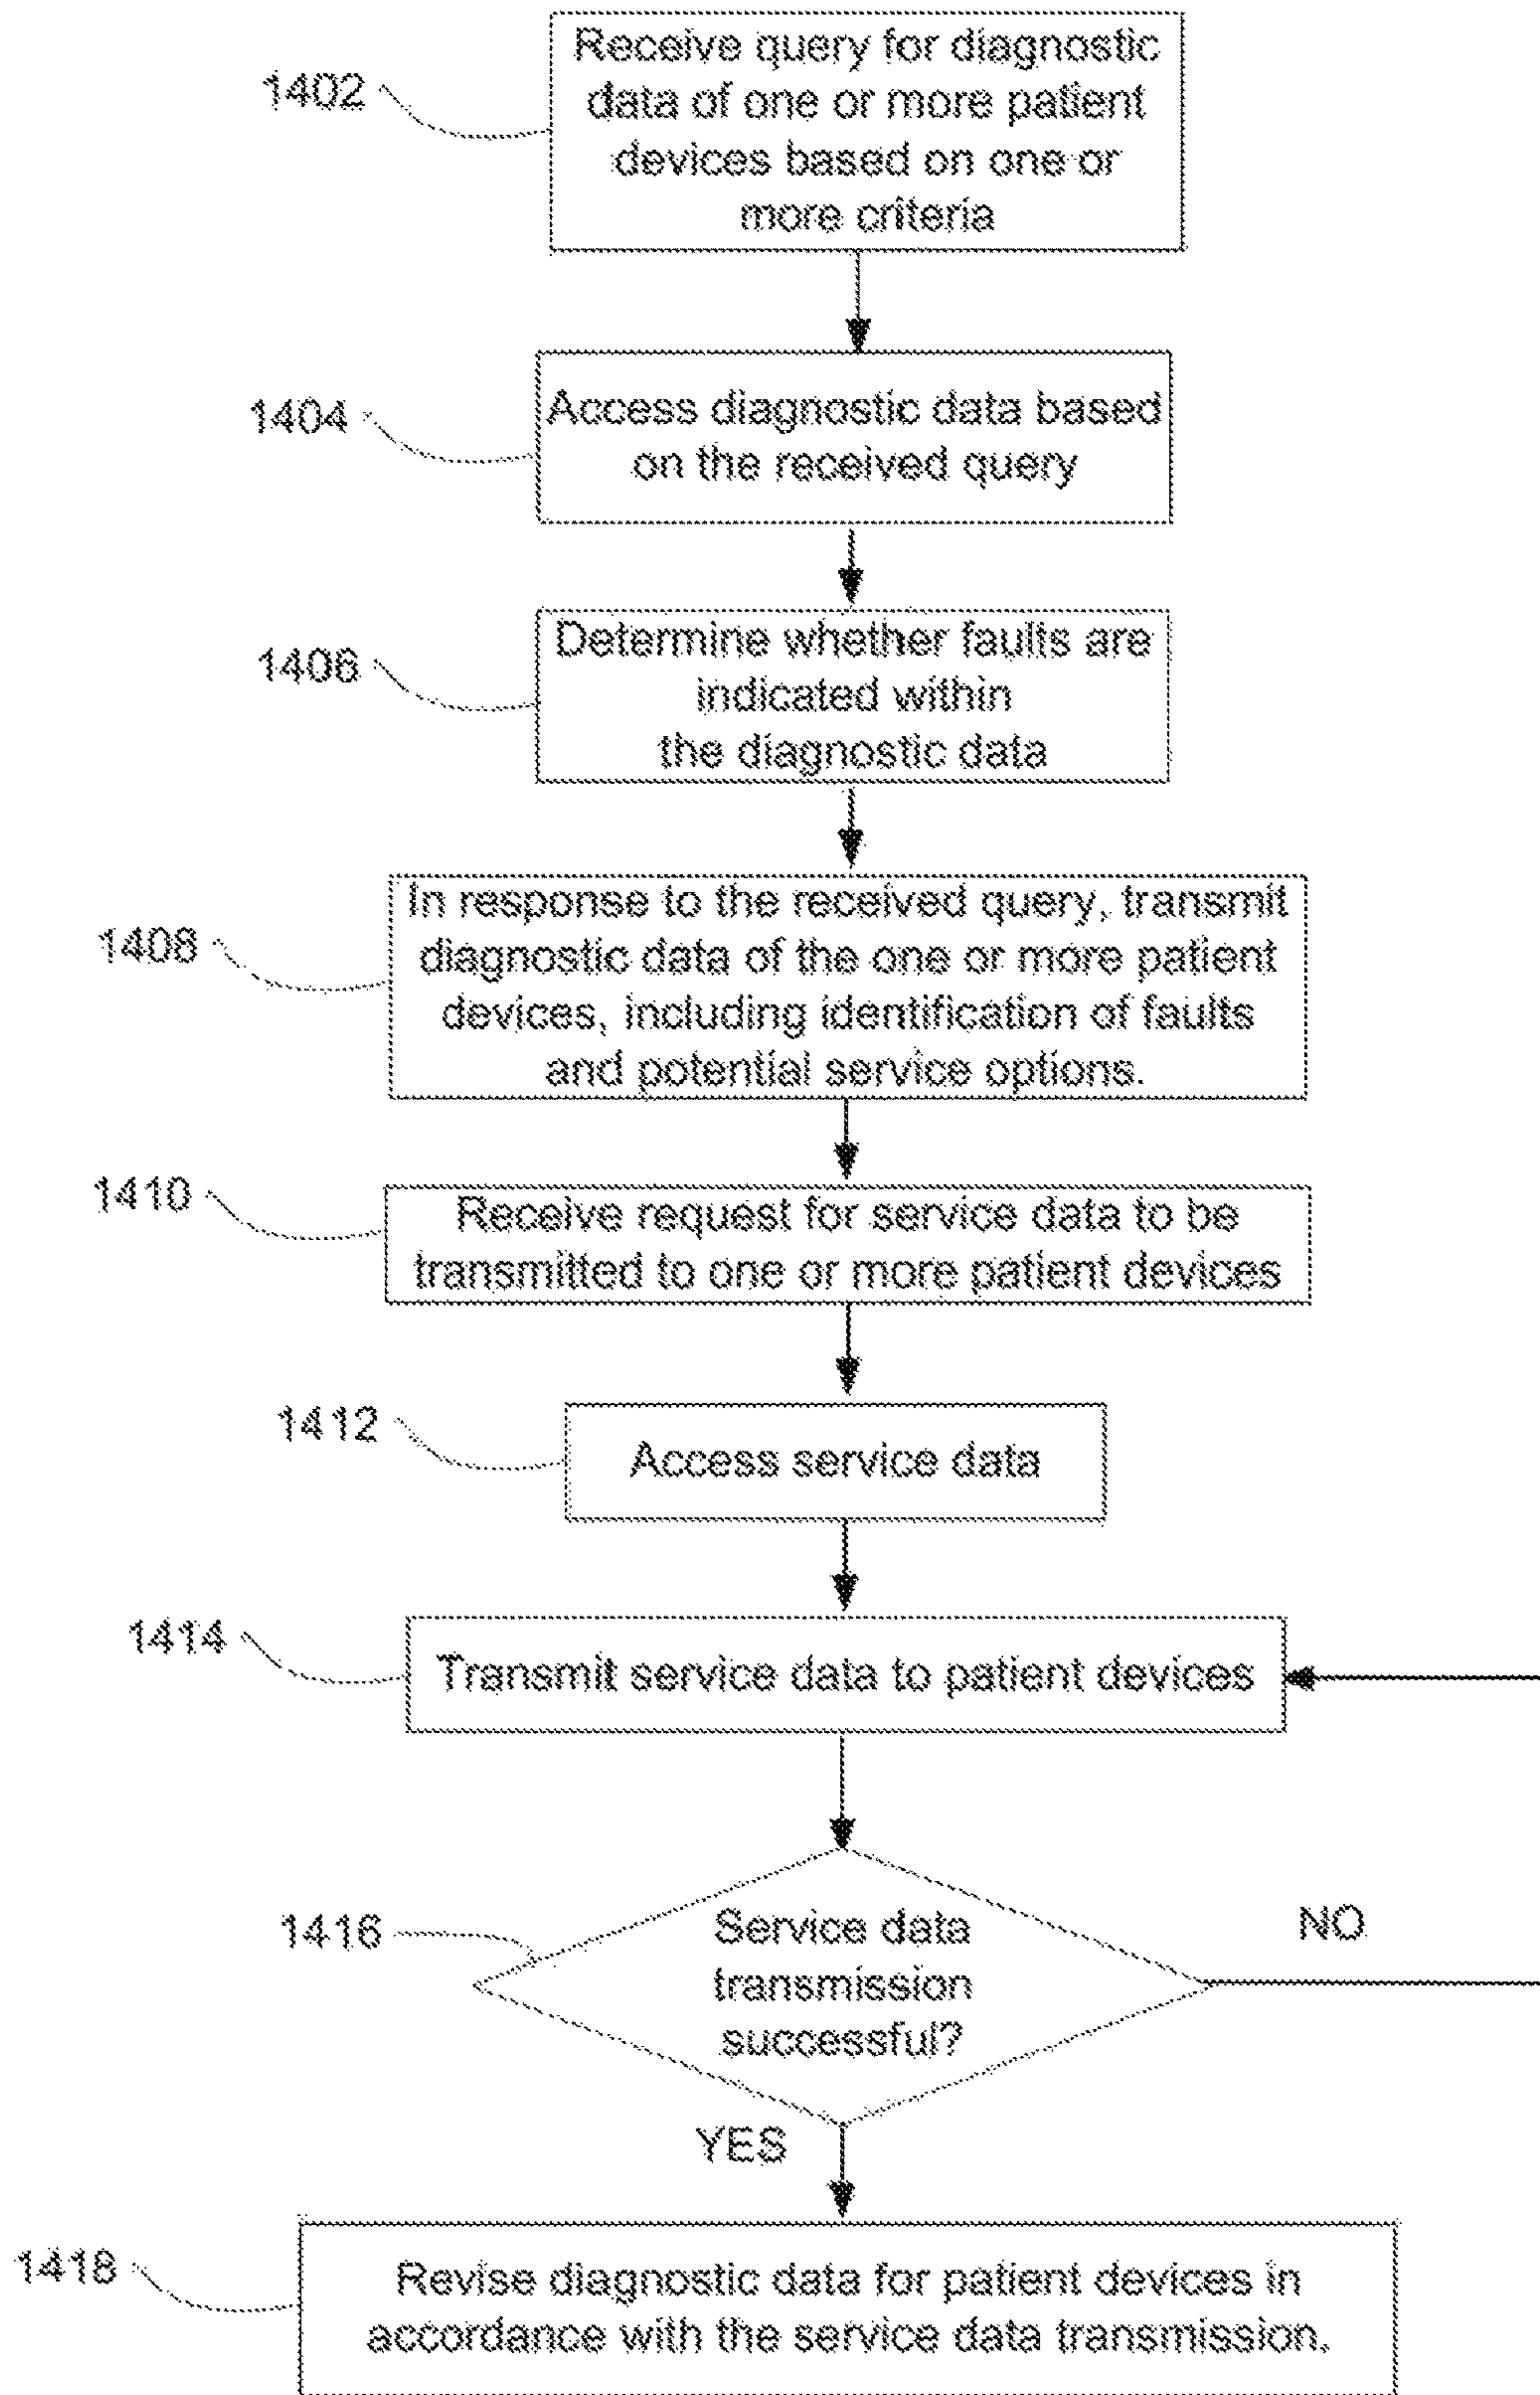 1402
Receive query for diagnostic
data of one or more patient
devices based on one or
more criteria
1404
Access diagnostic data based
on the received query
1406
Determine whether faults are
indicated within
the diagnostic data
1408
In response to the received query, transmit
diagnostic data of the one or more patient
devices, including identification of faults
and potential service options.
1410
Receive request for service data to be
transmitted to one or more patient devices
1412
Access service data
1414
Transmit service data to patient devices
1416
Service data
transmission
successful?
NO
YES
1418
Revise diagnostic data for patient devices in
accordance with the service data transmission.